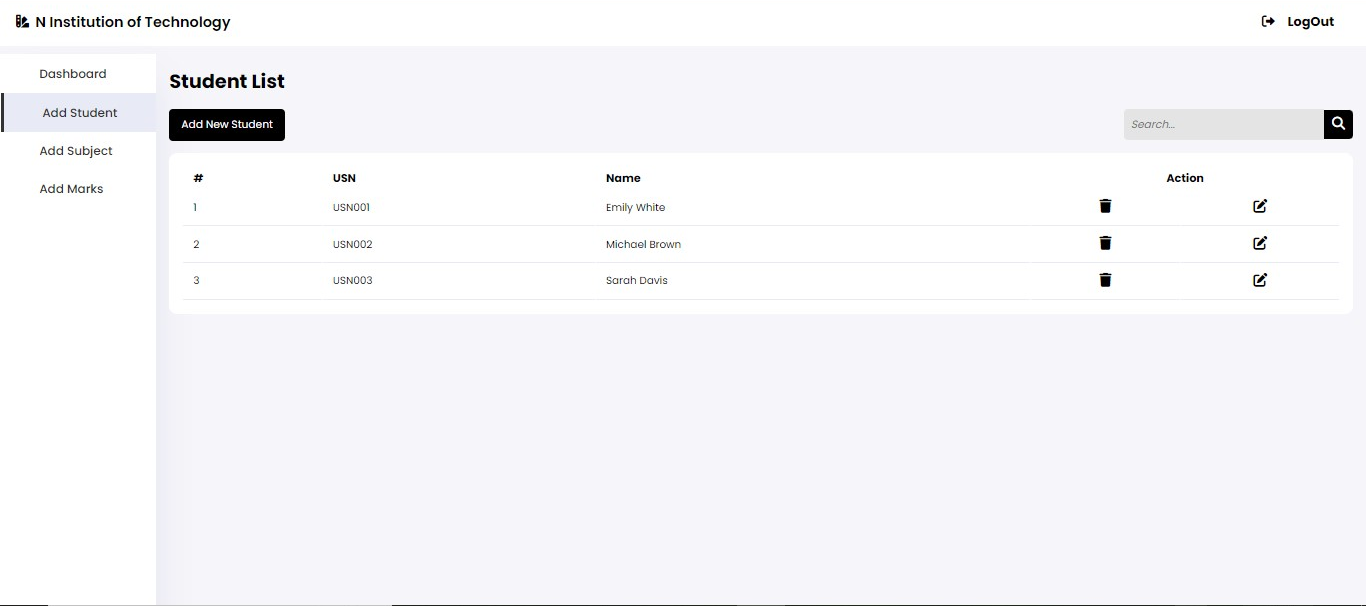 N Institution of Technology
LogOut
Dashboard
Add Student
Add Subject
Add Marks
Student List
Add New Student
Search...
# USN Name Action
1 USN001 Emily White
2 USN002 Michael Brown
3 USN003 Sarah Davis